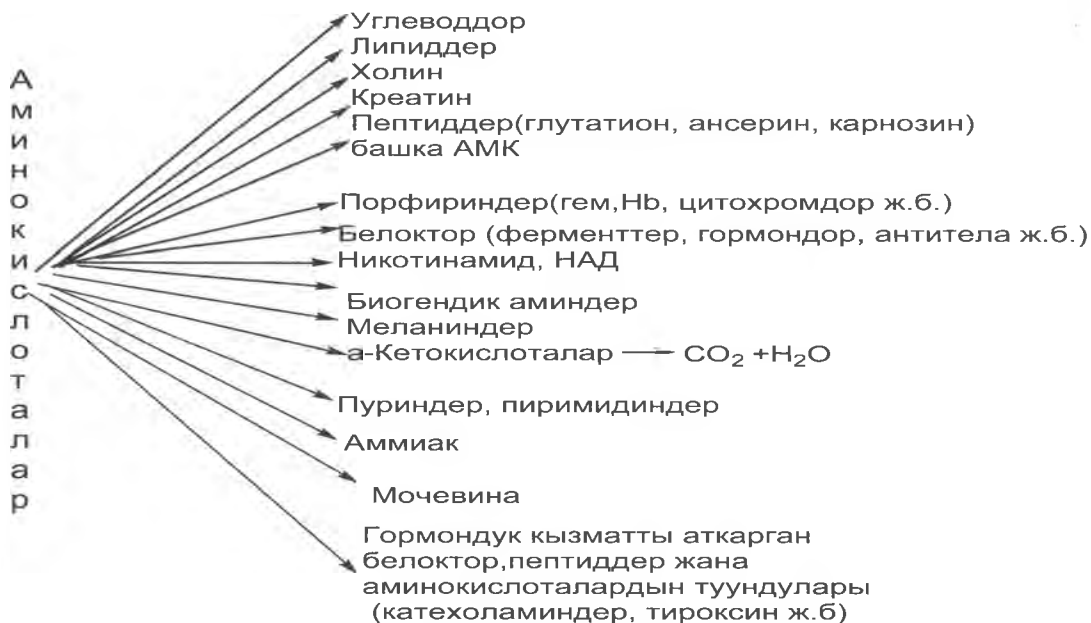 Аминокислоталар
Углеводдор
Липиддер
Холин
Креатин
Пептиддер(глутатион, ансерин, карнозин)
башка АМК
Порфириндер(гем,Hb, цитохромдор ж.б.)
Белоктор (ферменттер, гормондор, антитела ж.б.)
Никотинамид, НАД
Биогендик аминдер
Меланиндер
а-Кетокислоталар → CO₂ +H₂O
Пуриндер, пиримидиндер
Аммиак
Мочевина
Гормондук кызматты аткарган
белоктор,пептиддер жана
аминокислоталардын туундулары
(катехоламиндер, тироксин ж.б)